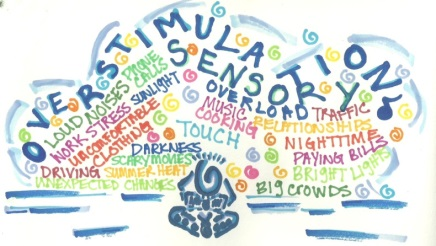 OVERSTIMULATION!
SENSORY
OVERLOAD
PHONE CALLS
LOUD NOISES
SUNLIGHT
WORK STRESS
UNCOMFORTABLE CLOTHING
DARKNESS
SCARY MOVIES
DRIVING
SUMMER HEAT
UNEXPECTED CHANGES
MUSIC
COOKING
TOUCH
TRAFFIC
RELATIONSHIPS
NIGHTTIME
PAYING BILLS
BRIGHT LIGHTS
BIG CROWDS